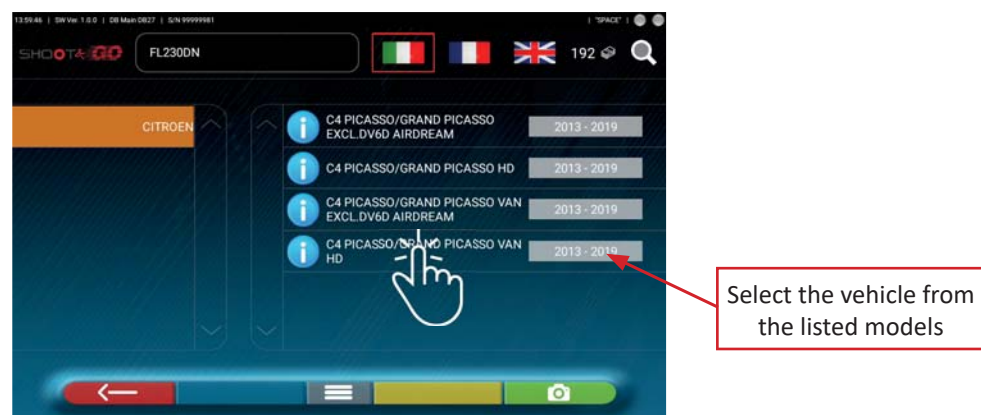 13:59:46 | SW Ver. 1.0.0 | DB Main DB27 | S/N 99999981
| "SPACE" |
SHOOT& GO
FL230DN
192
CITROEN
C4 PICASSO/GRAND PICASSO
EXCL.DV6D AIRDREAM
2013 - 2019
C4 PICASSO/GRAND PICASSO HD
2013 - 2019
C4 PICASSO/GRAND PICASSO VAN
EXCL.DV6D AIRDREAM
2013 - 2019
C4 PICASSO/GRAND PICASSO VAN
HD
2013 - 2019
Select the vehicle from
the listed models